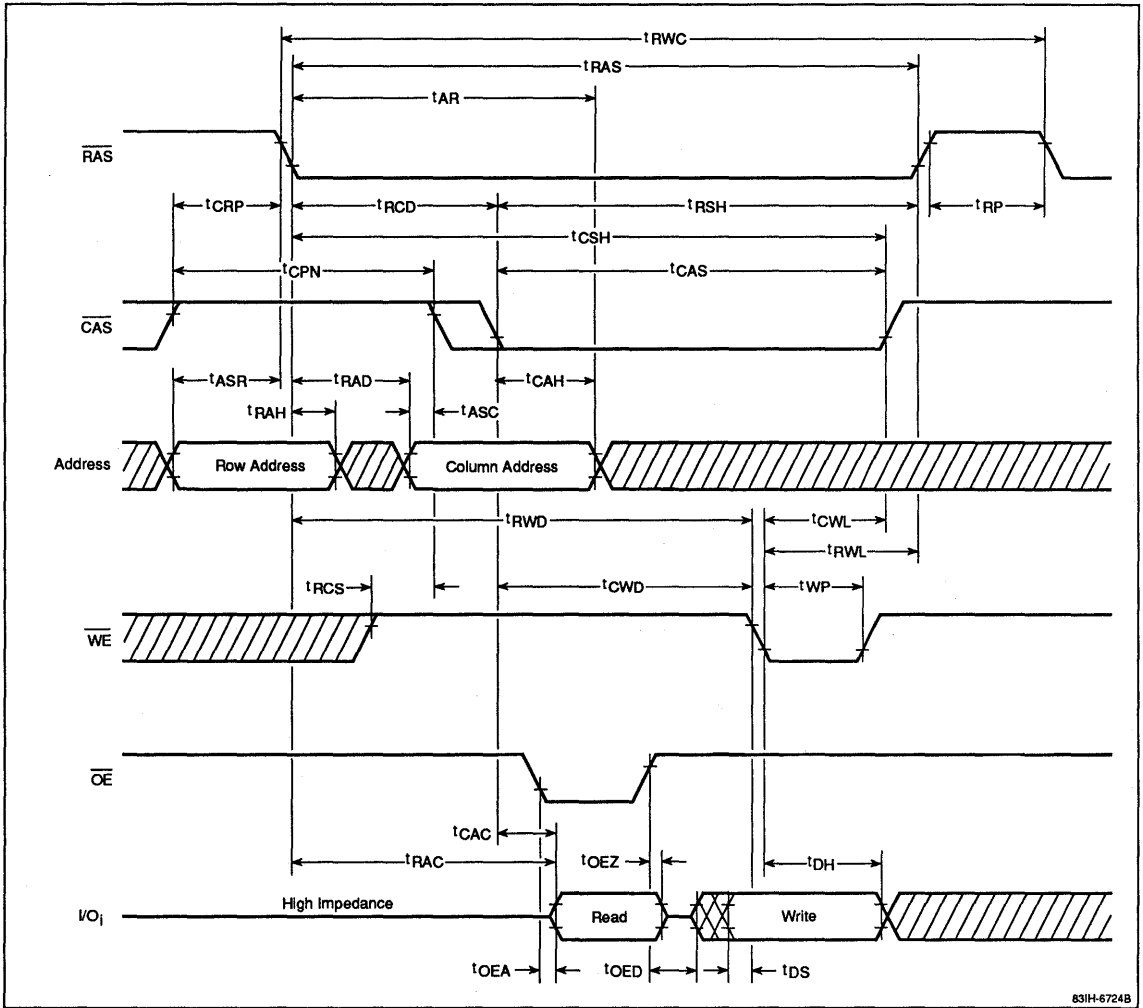 tRWC
tRAS
tAR
RAS
tCRP tRCD tRSH tRP
tCSH
tCPN tCAS
CAS
tASR tRAD tCAH
tRAH tASC
Address Row Address Column Address
tRWD tCWL
tRWL
tRCS tCWD tWP
WE
OE
tCAC
tRAC tOEZ tDH
High Impedance
I/Oi Read Write
tOEA tOED tDS
83IH-6724B